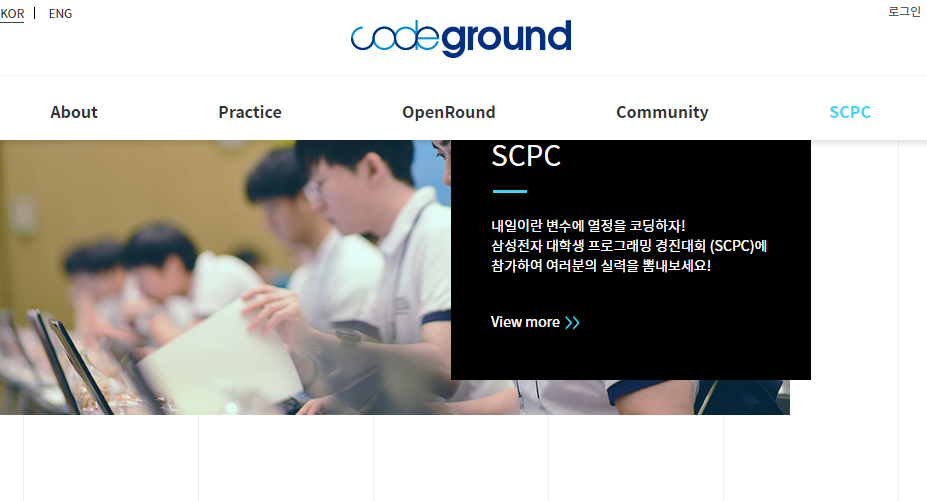 KOR | ENG
로그인
codeground
About Practice OpenRound Community SCPC
SCPC
내일이란 변수에 열정을 코딩하자!
삼성전자 대학생 프로그래밍 경진대회 (SCPC)에
참가하여 여러분의 실력을 뽐내보세요!
View more